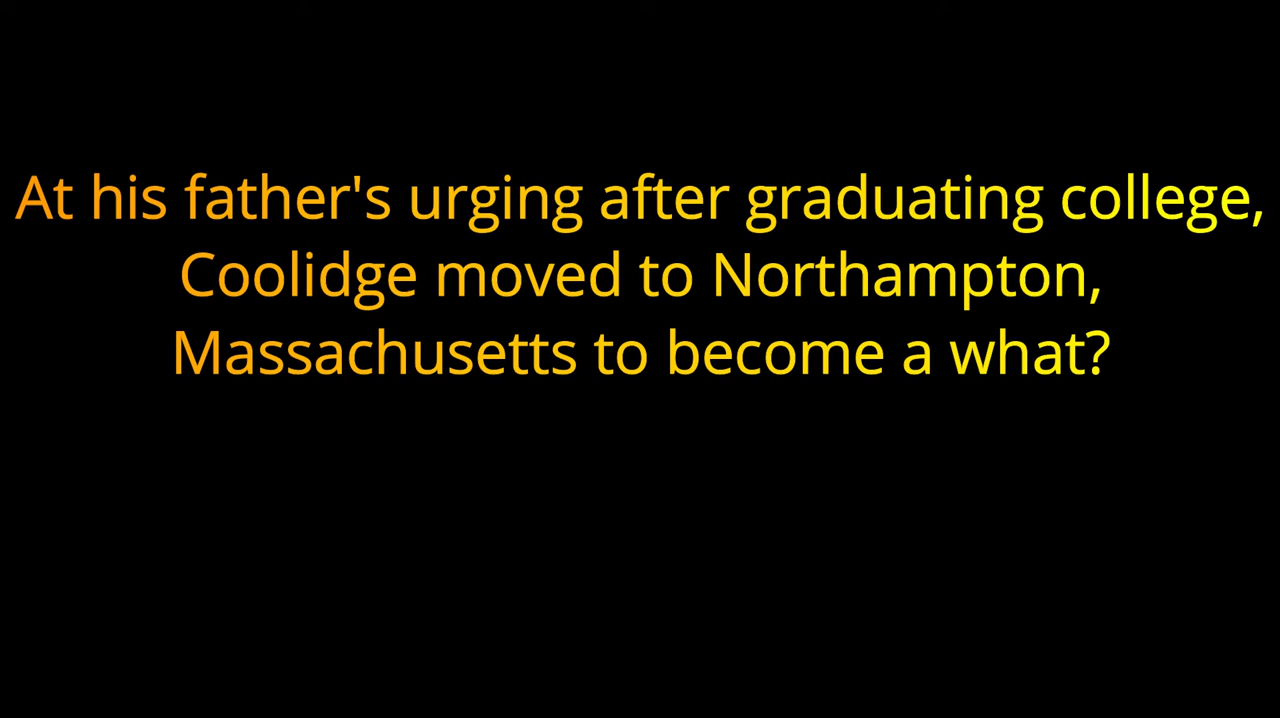 At his father's urging after graduating college,
Coolidge moved to Northampton,
Massachusetts to become a what?